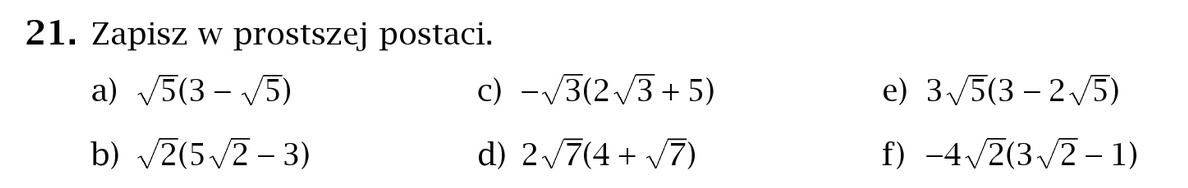 21. Zapisz w prostszej postaci.
a) √5(3 – √5) c) –√3(2√3 + 5) e) 3√5(3 – 2√5)
b) √2(5√2 – 3) d) 2√7(4 + √7) f) –4√2(3√2 – 1)